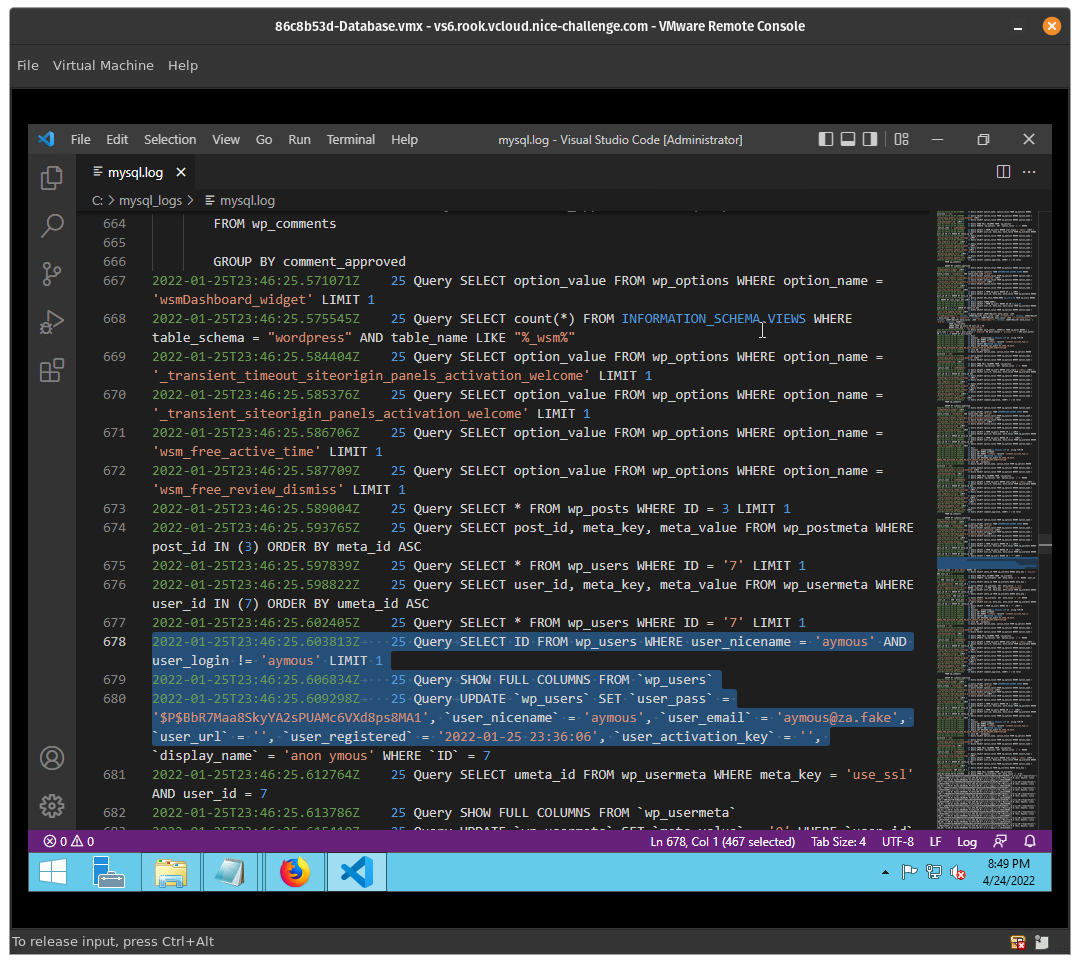 86c8b53d-Database.vmx - vs6.rook.vcloud.nice-challenge.com - VMware Remote Console
File Virtual Machine Help
File Edit Selection View Go Run Terminal Help mysql.log - Visual Studio Code [Administrator]
mysql.log
C: > mysql_logs > mysql.log
664 FROM wp_comments
665
666 GROUP BY comment_approved
667 2022-01-25T23:46:25.571071Z 25 Query SELECT option_value FROM wp_options WHERE option_name =
'wsmDashboard_widget' LIMIT 1
668 2022-01-25T23:46:25.575545Z 25 Query SELECT count(*) FROM INFORMATION_SCHEMA.VIEWS WHERE
table_schema = "wordpress" AND table_name LIKE "%_wsm%"
669 2022-01-25T23:46:25.584404Z 25 Query SELECT option_value FROM wp_options WHERE option_name =
'_transient_timeout_siteorigin_panels_activation_welcome' LIMIT 1
670 2022-01-25T23:46:25.585376Z 25 Query SELECT option_value FROM wp_options WHERE option_name =
'_transient_siteorigin_panels_activation_welcome' LIMIT 1
671 2022-01-25T23:46:25.586706Z 25 Query SELECT option_value FROM wp_options WHERE option_name =
'wsm_free_active_time' LIMIT 1
672 2022-01-25T23:46:25.587709Z 25 Query SELECT option_value FROM wp_options WHERE option_name =
'wsm_free_review_dismiss' LIMIT 1
673 2022-01-25T23:46:25.589004Z 25 Query SELECT * FROM wp_posts WHERE ID = 3 LIMIT 1
674 2022-01-25T23:46:25.593765Z 25 Query SELECT post_id, meta_key, meta_value FROM wp_postmeta WHERE
post_id IN (3) ORDER BY meta_id ASC
675 2022-01-25T23:46:25.597839Z 25 Query SELECT * FROM wp_users WHERE ID = '7' LIMIT 1
676 2022-01-25T23:46:25.598822Z 25 Query SELECT user_id, meta_key, meta_value FROM wp_usermeta WHERE
user_id IN (7) ORDER BY umeta_id ASC
677 2022-01-25T23:46:25.602405Z 25 Query SELECT * FROM wp_users WHERE ID = '7' LIMIT 1
678 2022-01-25T23:46:25.603813Z 25 Query SELECT ID FROM wp_users WHERE user_nicename = 'aymous' AND
user_login != 'aymous' LIMIT 1
679 2022-01-25T23:46:25.606834Z 25 Query SHOW FULL COLUMNS FROM `wp_users`
680 2022-01-25T23:46:25.609298Z 25 Query UPDATE `wp_users` SET `user_pass` =
'$P$BbR7Maa8SkyYA2sPUAMc6VXd8ps8MA1', `user_nicename` = 'aymous', `user_email` = 'aymous@za.fake',
`user_url` = '', `user_registered` = '2022-01-25 23:36:06', `user_activation_key` = '',
`display_name` = 'anon ymous' WHERE `ID` = 7
681 2022-01-25T23:46:25.612764Z 25 Query SELECT umeta_id FROM wp_usermeta WHERE meta_key = 'use_ssl'
AND user_id = 7
682 2022-01-25T23:46:25.613786Z 25 Query SHOW FULL COLUMNS FROM `wp_usermeta`
0 0 Ln 678, Col 1 (467 selected) Tab Size: 4 UTF-8 LF Log
8:49 PM
4/24/2022
To release input, press Ctrl+Alt